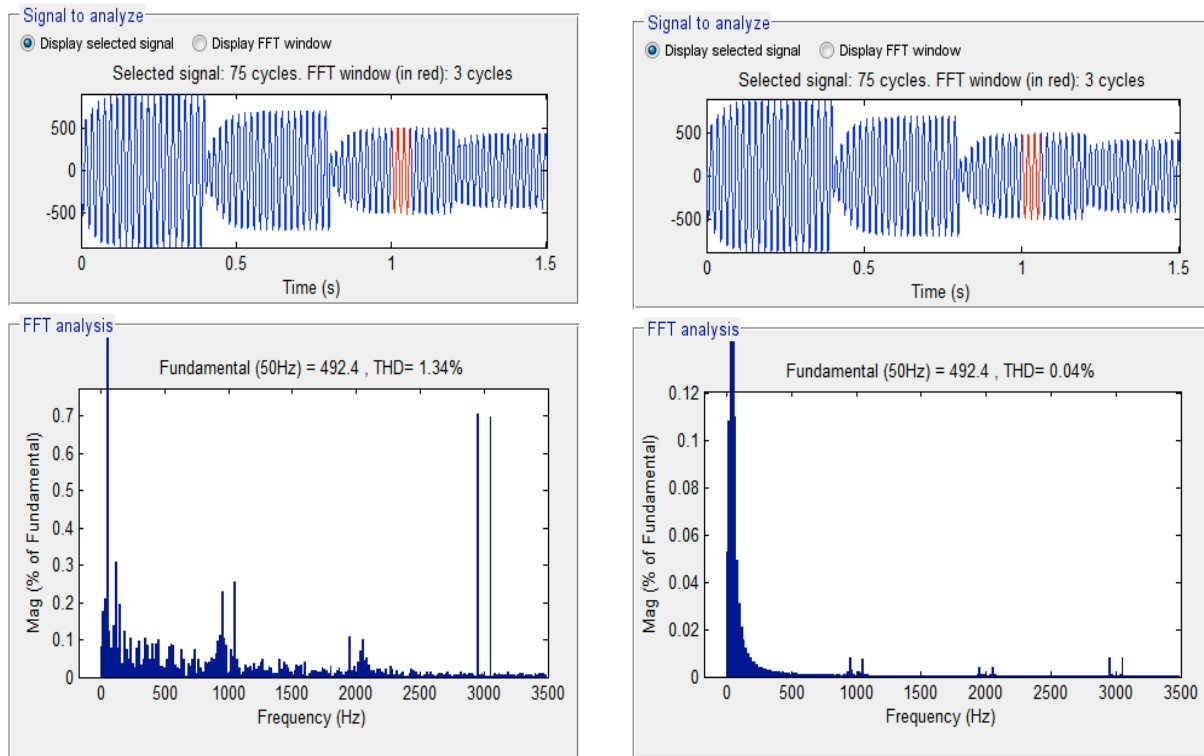 Signal to analyze
Display selected signal Display FFT window
Selected signal: 75 cycles. FFT window (in red): 3 cycles
500
0
-500
0 0.5 1 1.5
Time (s)
FFT analysis
Fundamental (50Hz) = 492.4 , THD= 1.34%
Mag (% of Fundamental)
0.7
0.6
0.5
0.4
0.3
0.2
0.1
0
0 500 1000 1500 2000 2500 3000 3500
Frequency (Hz)
Signal to analyze
Display selected signal Display FFT window
Selected signal: 75 cycles. FFT window (in red): 3 cycles
500
0
-500
0 0.5 1 1.5
Time (s)
FFT analysis
Fundamental (50Hz) = 492.4 , THD= 0.04%
Mag (% of Fundamental)
0.12
0.1
0.08
0.06
0.04
0.02
0
0 500 1000 1500 2000 2500 3000 3500
Frequency (Hz)